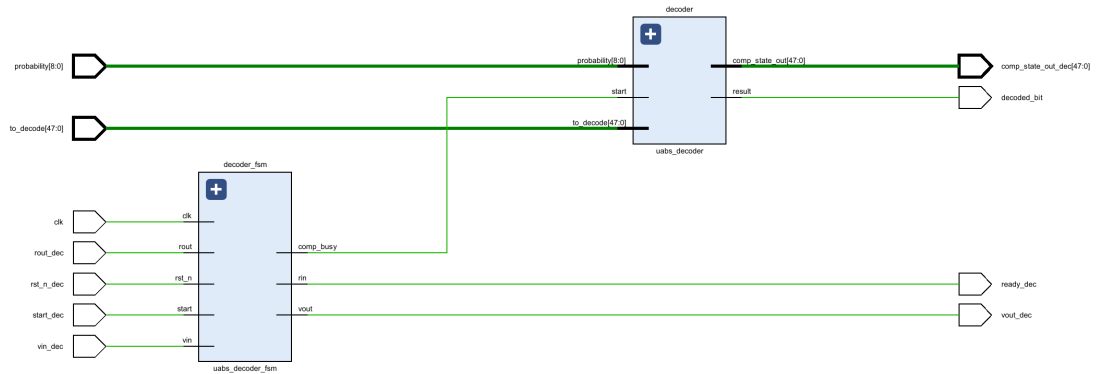 decoder
probability[8:0]
probability[8:0]
comp_state_out[47:0]
comp_state_out_dec[47:0]
start
result
decoded_bit
to_decode[47:0]
to_decode[47:0]
uabs_decoder
decoder_fsm
clk
clk
rout_dec
rout
comp_busy
rst_n_dec
rst_n
rin
ready_dec
start_dec
start
vout
vout_dec
vin_dec
vin
uabs_decoder_fsm